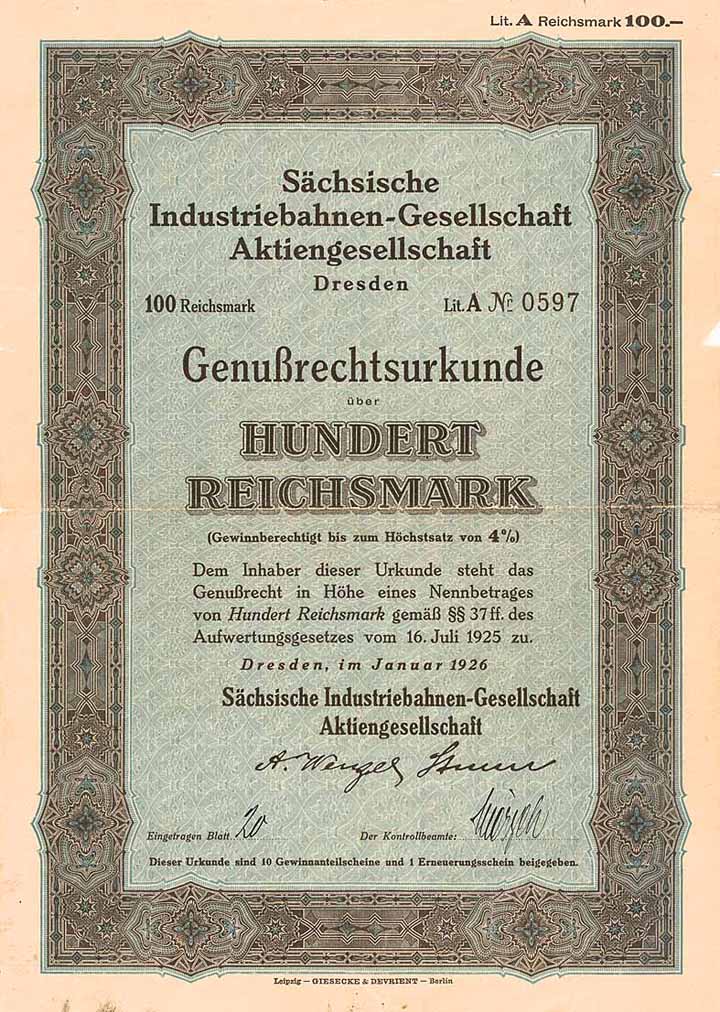 Lit. A Reichsmark 100.—
Sächsische
Industriebahnen-Gesellschaft
Aktiengesellschaft
Dresden
100 Reichsmark Lit. A № 0597
Genußrechtsurkunde
über
HUNDERT
REICHSMARK
(Gewinnberechtigt bis zum Höchstsatz von 4%)
Dem Inhaber dieser Urkunde steht das
Genußrecht in Höhe eines Nennbetrages
von Hundert Reichsmark gemäß §§ 37 ff. des
Aufwertungsgesetzes vom 16. Juli 1925 zu.
Dresden, im Januar 1926
Sächsische Industriebahnen-Gesellschaft
Aktiengesellschaft
A. Wenzel
Eingetragen Blatt 20 Der Kontrollbeamte:
Dieser Urkunde sind 10 Gewinnanteilscheine und 1 Erneuerungsschein beigegeben.
Leipzig — GIESECKE & DEVRIENT — Berlin